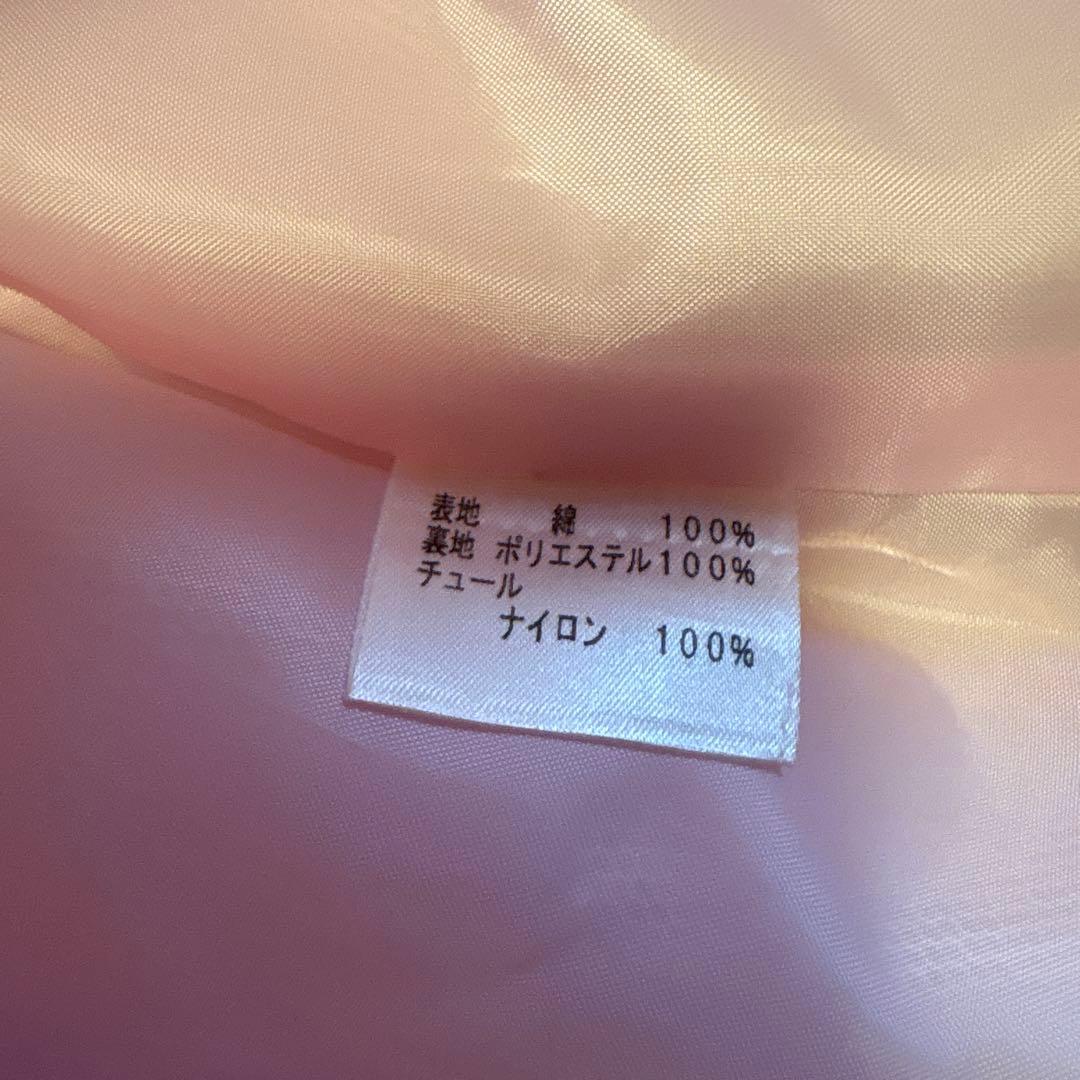 表地 綿 100%
裏地 ポリエステル100%
チュール
ナイロン 100%